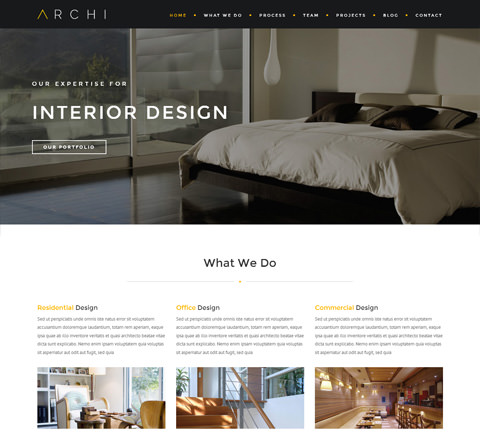 ARCHI
HOME WHAT WE DO PROCESS TEAM PROJECTS BLOG CONTACT
OUR EXPERTISE FOR
INTERIOR DESIGN
OUR PORTFOLIO
What We Do
Residential Design
Sed ut perspiciatis unde omnis iste natus error sit voluptatem
accusantium doloremque laudantium, totam rem aperiam, eaque
ipsa quae ab illo inventore veritatis et quasi architecto beatae vitae
dicta sunt explicabo. Nemo enim ipsam voluptatem quia voluptas
sit aspernatur aut odit aut fugit, sed quia
Office Design
Sed ut perspiciatis unde omnis iste natus error sit voluptatem
accusantium doloremque laudantium, totam rem aperiam, eaque
ipsa quae ab illo inventore veritatis et quasi architecto beatae vitae
dicta sunt explicabo. Nemo enim ipsam voluptatem quia voluptas
sit aspernatur aut odit aut fugit, sed quia
Commercial Design
Sed ut perspiciatis unde omnis iste natus error sit voluptatem
accusantium doloremque laudantium, totam rem aperiam, eaque
ipsa quae ab illo inventore veritatis et quasi architecto beatae vitae
dicta sunt explicabo. Nemo enim ipsam voluptatem quia voluptas
sit aspernatur aut odit aut fugit, sed quia